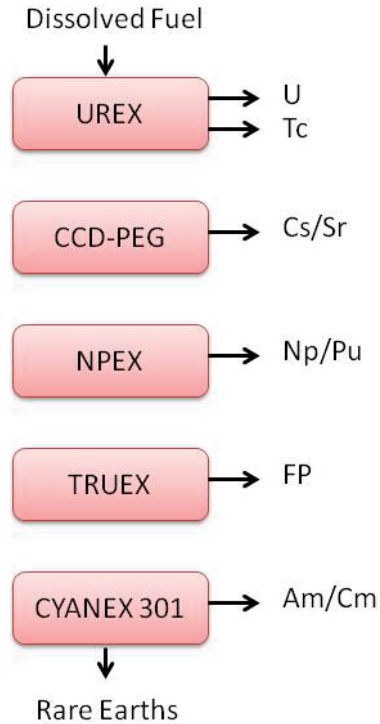 Dissolved Fuel
UREX
U
Tc
CCD-PEG
Cs/Sr
NPEX
Np/Pu
TRUEX
FP
CYANEX 301
Am/Cm
Rare Earths